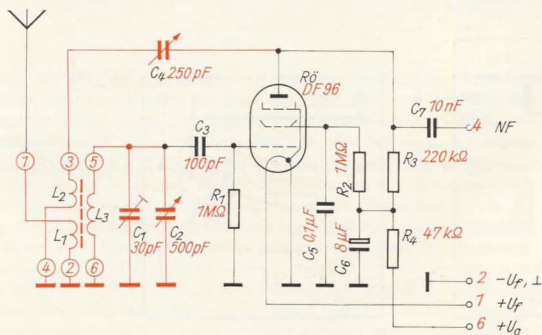 C4 250pF
Rö
DF96
C7 10nF
4 NF
C3
100pF
1 3 5
L2
L3
L1
R1
1MΩ
1MΩ
R2
R3
220kΩ
C1
30pF
C2
500pF
C5
0,1µF
8µF
C6
R4
47kΩ
4 2 6
2 -Uf, ⊥
1 +Uf
6 +Ua